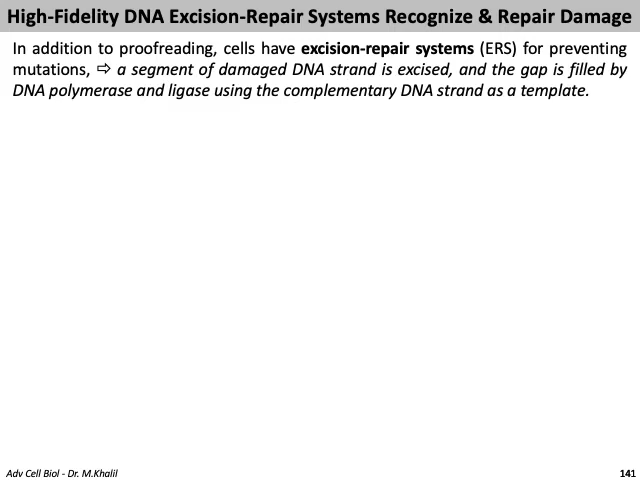 High-Fidelity DNA Excision-Repair Systems Recognize & Repair Damage
In addition to proofreading, cells have excision-repair systems (ERS) for preventing
mutations, ⇨ a segment of damaged DNA strand is excised, and the gap is filled by
DNA polymerase and ligase using the complementary DNA strand as a template.
Adv Cell Biol - Dr. M.Khalil
141